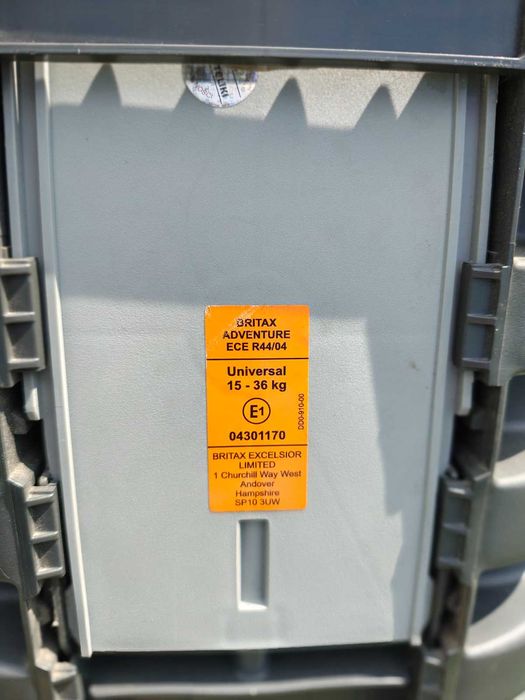 BRITAX
ADVENTURE
ECE R44/04
Universal
15 - 36 kg
E1
04301170
DD0-910-00
BRITAX EXCELSIOR
LIMITED
1 Churchill Way West
Andover
Hampshire
SP10 3UW